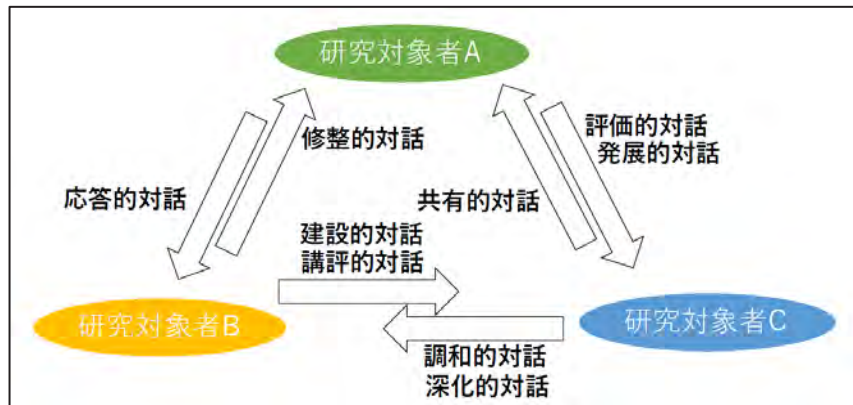 研究対象者A
修整的対話
評価的対話
発展的対話
応答的対話
共有的対話
建設的対話
講評的対話
研究対象者B
研究対象者C
調和的対話
深化的対話